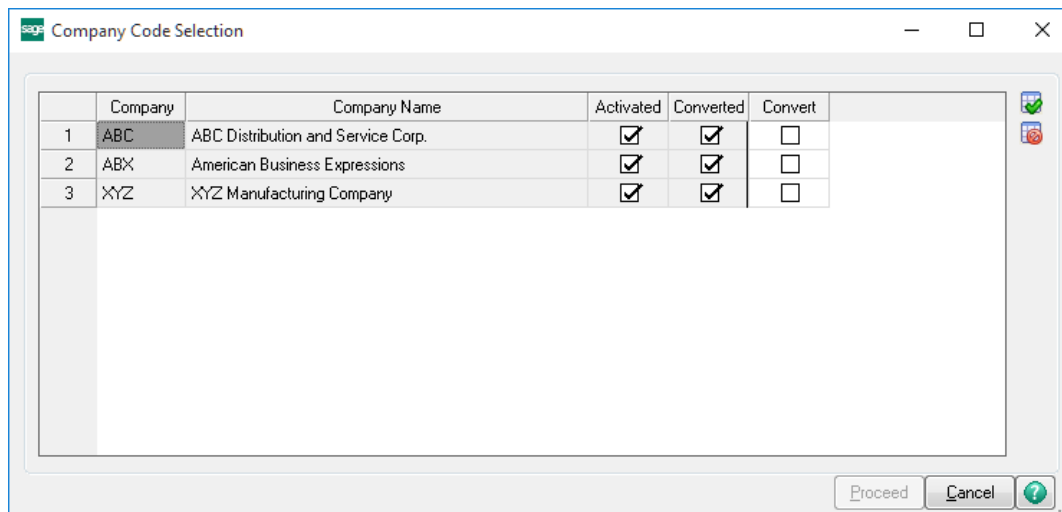 sage Company Code Selection
Company Company Name Activated Converted Convert
1 ABC ABC Distribution and Service Corp.
2 ABX American Business Expressions
3 XYZ XYZ Manufacturing Company
Proceed Cancel ?